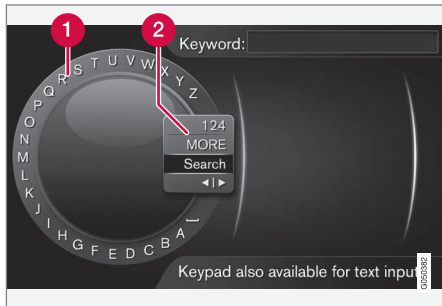 1
2
Keyword:
A B C D E F G H I J K L M N O P Q R S T U V W X Y Z
124
MORE
Search
◄|►
Keypad also available for text input
G050382